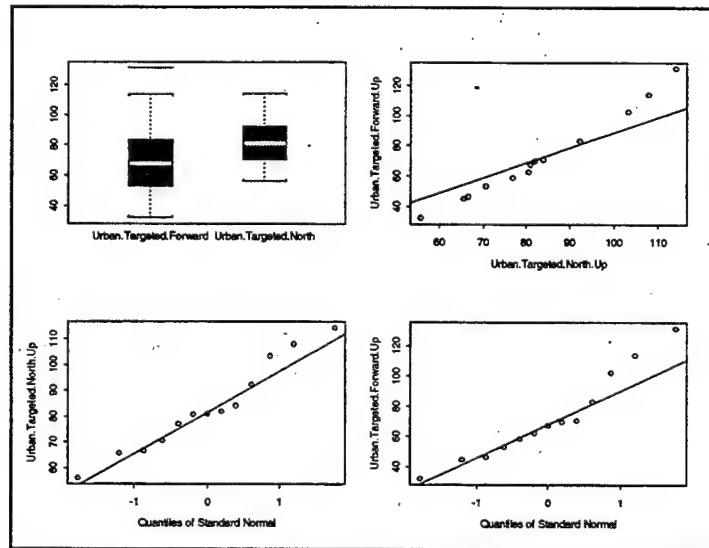 120
100
80
60
40
Urban.Targeted.Forward Urban.Targeted.North
Urban.Targeted.Forward.Up
120
100
80
60
40
60 70 80 90 100 110
Urban.Targeted.North.Up
Urban.Targeted.North.Up
110
100
90
80
70
60
-1 0 1
Quantiles of Standard Normal
Urban.Targeted.Forward.Up
120
100
80
60
40
-1 0 1
Quantiles of Standard Normal